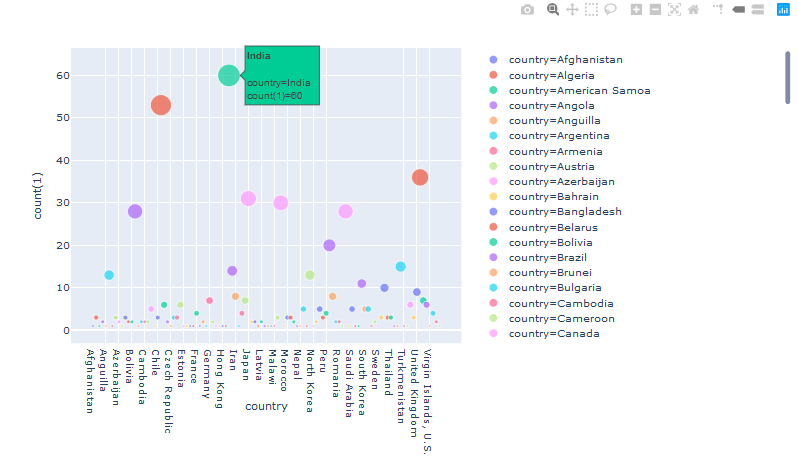 India
country=India
count(1)=60
60
50
40
30
20
10
0
count(1)
Afghanistan
Anguilla
Azerbaijan
Bolivia
Cambodia
Chile
Czech Republic
Estonia
France
Germany
Hong Kong
Iran
Japan
Latvia
Malawi
Morocco
Nepal
North Korea
Peru
Romania
Saudi Arabia
South Korea
Sweden
Thailand
Turkmenistan
United Kingdom
Virgin Islands, U.S.
country
country=Afghanistan
country=Algeria
country=American Samoa
country=Angola
country=Anguilla
country=Argentina
country=Armenia
country=Austria
country=Azerbaijan
country=Bahrain
country=Bangladesh
country=Belarus
country=Bolivia
country=Brazil
country=Brunei
country=Bulgaria
country=Cambodia
country=Cameroon
country=Canada